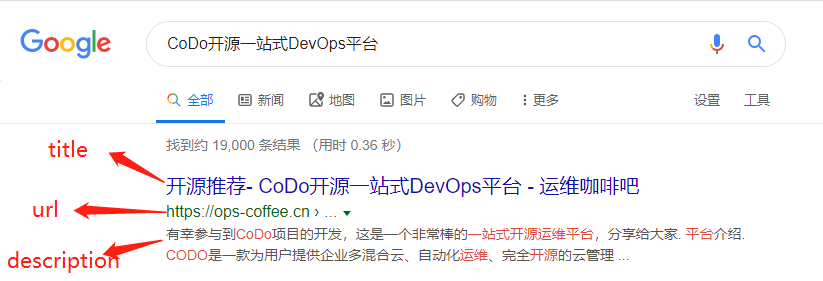 Google
CoDo开源一站式DevOps平台
全部 新闻 地图 图片 购物 更多 设置 工具
找到约 19,000 条结果 （用时 0.36 秒）
title
开源推荐- CoDo开源一站式DevOps平台 - 运维咖啡吧
url
https://ops-coffee.cn › ...
有幸参与到CoDo项目的开发，这是一个非常棒的一站式开源运维平台，分享给大家. 平台介绍.
description
CODO是一款为用户提供企业多混合云、自动化运维、完全开源的云管理 ...